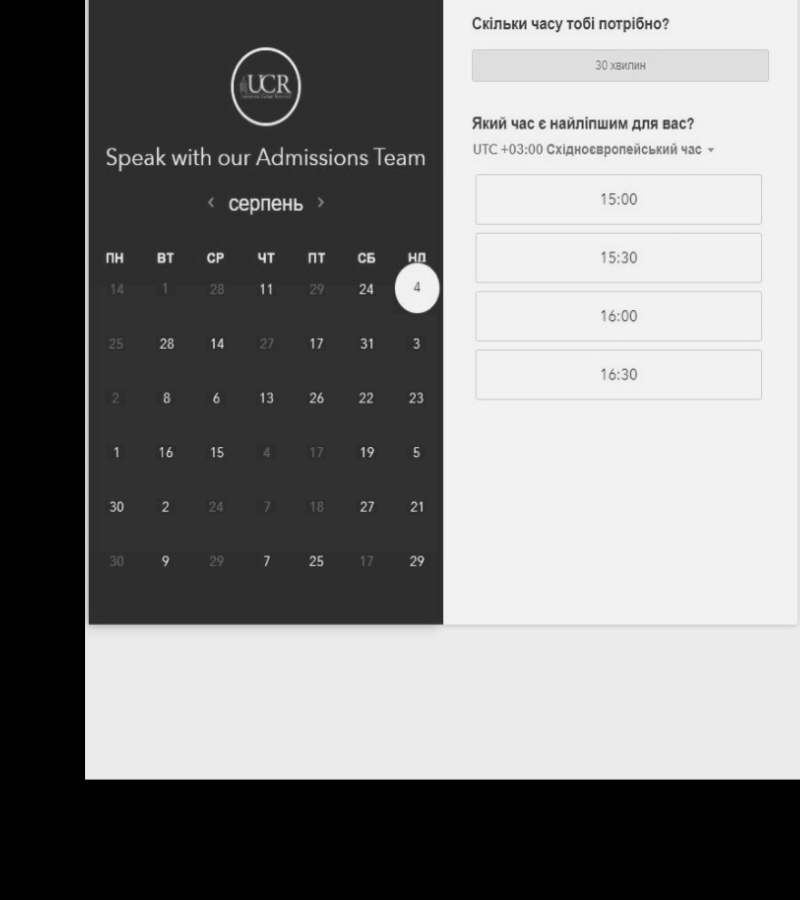 UCR
Speak with our Admissions Team
‹ серпень ›
ПН ВТ СР ЧТ ПТ СБ НД
14 1 28 11 29 24 4
25 28 14 27 17 31 3
2 8 6 13 26 22 23
1 16 15 4 17 19 5
30 2 24 7 18 27 21
30 9 29 7 25 17 29
Скільки часу тобі потрібно?
30 хвилин
Який час є найліпшим для вас?
UTC +03:00 Східноєвропейський час
15:00
15:30
16:00
16:30